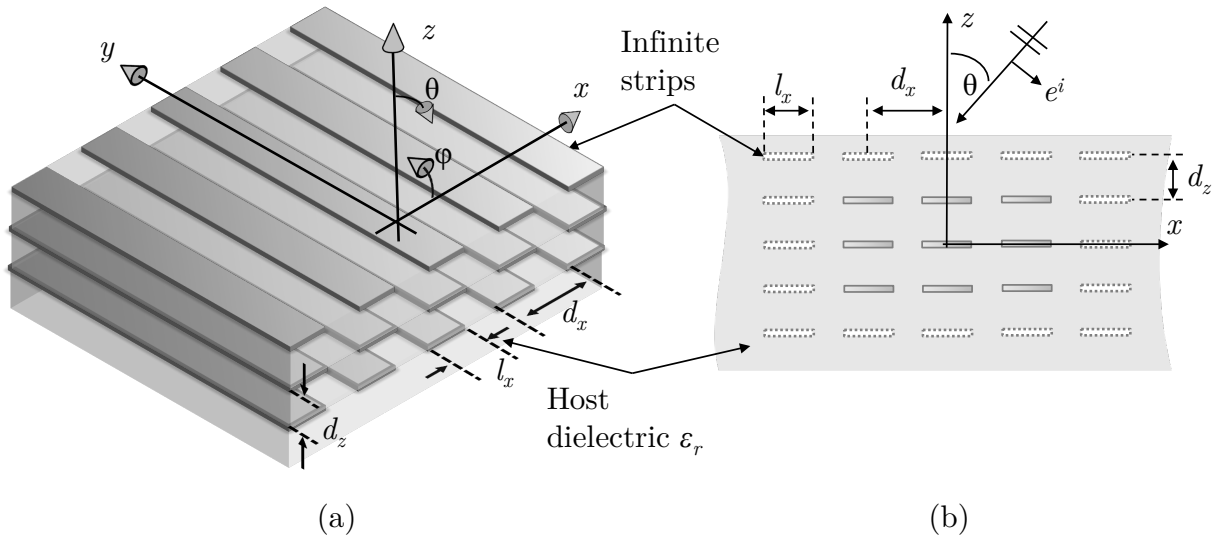 y
z
θ
x
φ
d_x
l_x
d_z
(a)
Infinite
strips
Host
dielectric ε_r
z
θ
e^i
l_x
d_x
d_z
x
(b)